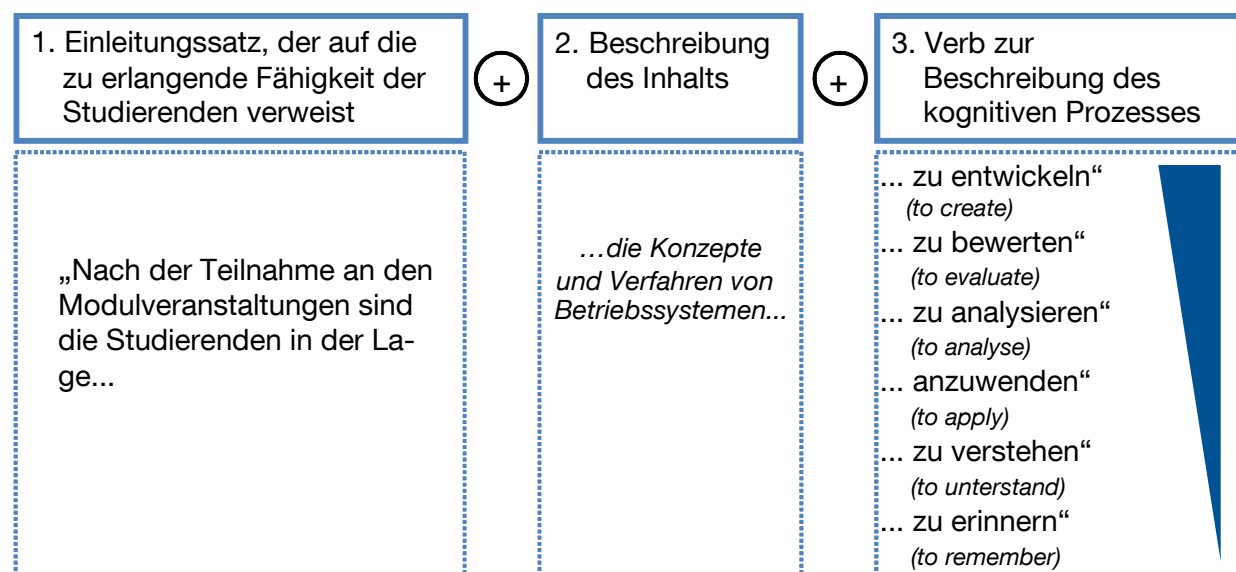 1. Einleitungssatz, der auf die
zu erlangende Fähigkeit der
Studierenden verweist
+
2. Beschreibung
des Inhalts
+
3. Verb zur
Beschreibung des
kognitiven Prozesses
„Nach der Teilnahme an den
Modulveranstaltungen sind
die Studierenden in der La-
ge...
...die Konzepte
und Verfahren von
Betriebssystemen...
... zu entwickeln“
(to create)
... zu bewerten“
(to evaluate)
... zu analysieren“
(to analyse)
... anzuwenden“
(to apply)
... zu verstehen“
(to unterstand)
... zu erinnern“
(to remember)